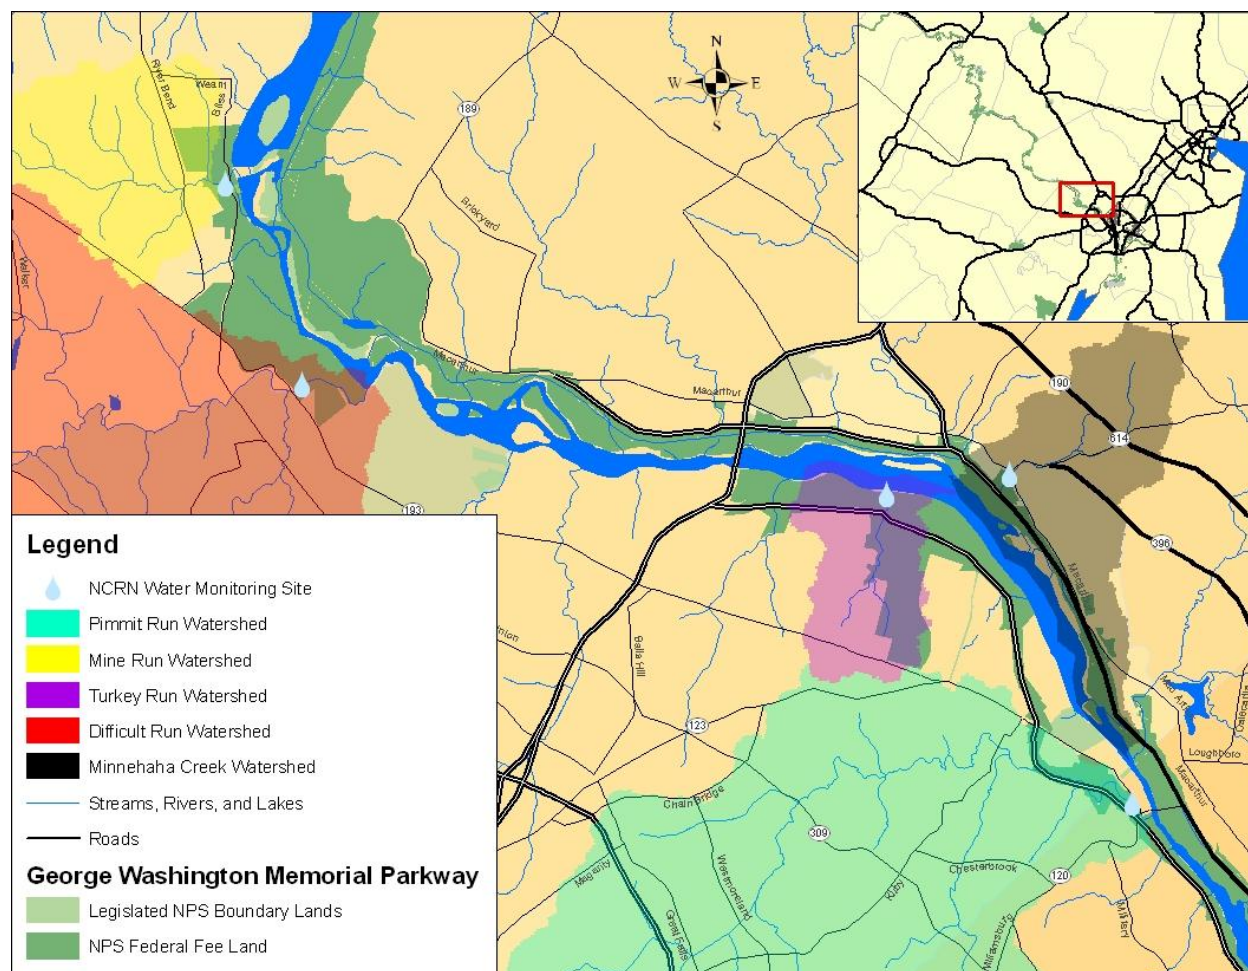 N
W
E
S
River Bend
Weant
Bliss
189
Brickyard
Walker
Macarthur
Macarthur
190
614
193
396
Macarthur
Balls Hill
123
Mac Arthur
Dalecarlia
Loughboro
Macarthur
Chain Bridge
309
Chesterbrook
120
Kirby
Magarity
Westmoreland
Great Falls
Williamsburg
Military
Legend
NCRN Water Monitoring Site
Pimmit Run Watershed
Mine Run Watershed
Turkey Run Watershed
Difficult Run Watershed
Minnehaha Creek Watershed
Streams, Rivers, and Lakes
Roads
George Washington Memorial Parkway
Legislated NPS Boundary Lands
NPS Federal Fee Land